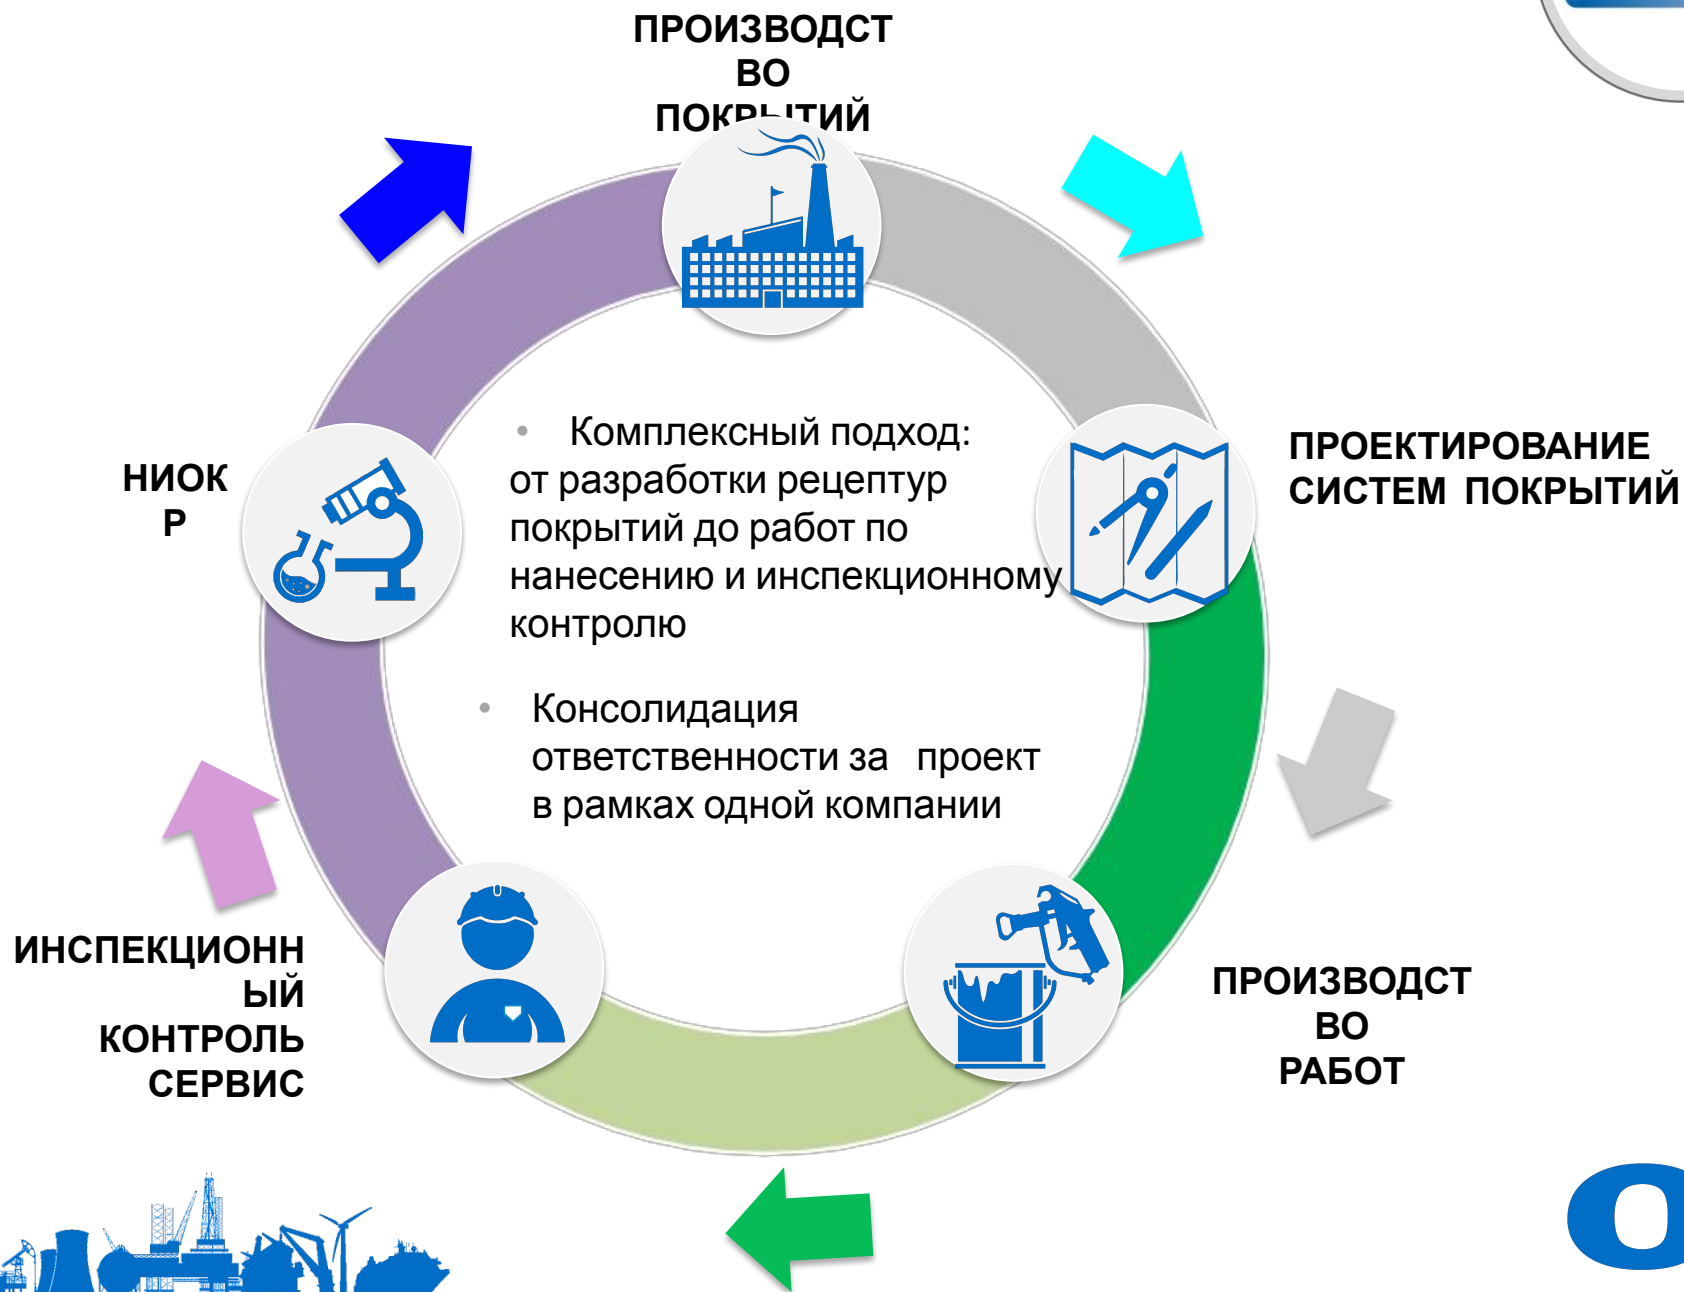 ПРОИЗВОДСТ
ВО
ПОКРЫТИЙ
НИОК
Р
• Комплексный подход:
от разработки рецептур
покрытий до работ по
нанесению и инспекционному
контролю
• Консолидация
ответственности за проект
в рамках одной компании
ПРОЕКТИРОВАНИЕ
СИСТЕМ ПОКРЫТИЙ
ИНСПЕКЦИОНН
ЫЙ
КОНТРОЛЬ
СЕРВИС
ПРОИЗВОДСТ
ВО
РАБОТ